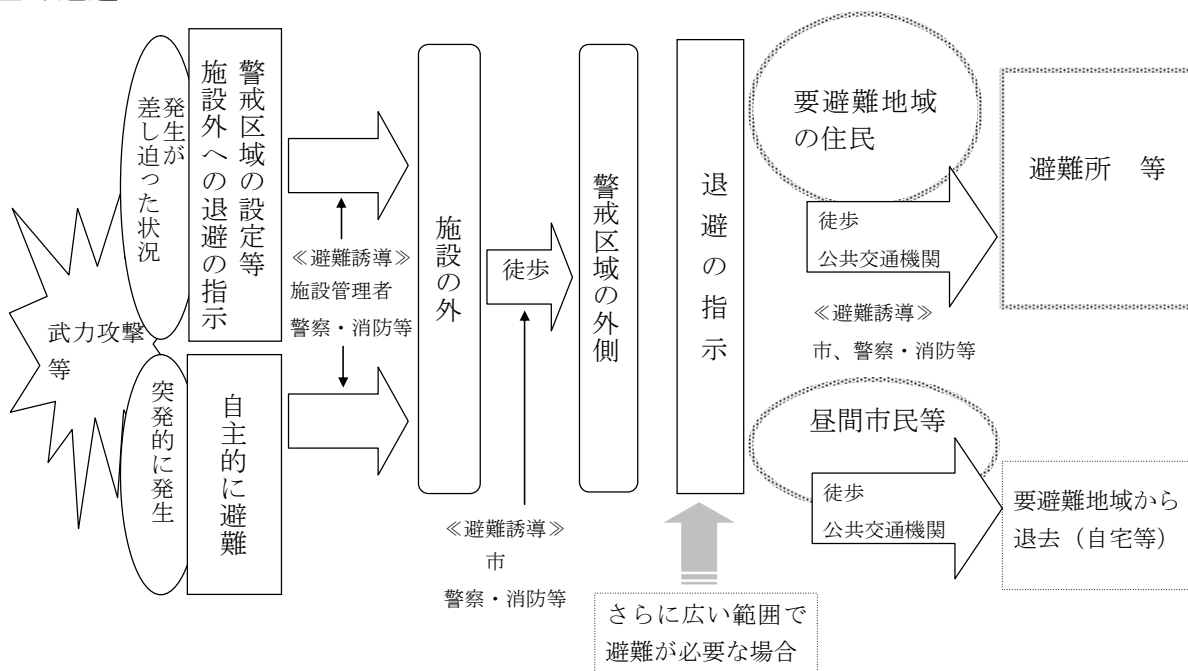 武力攻撃
等
発生が
差し迫った状況
警戒区域の設定等
施設外への退避の指示
突発的に発生
自主的に避難
≪避難誘導≫
施設管理者
警察・消防等
施設の外
徒歩
≪避難誘導≫
市
警察・消防等
警戒区域の外側
退避の指示
さらに広い範囲で
避難が必要な場合
要避難地域
の住民
徒歩
公共交通機関
≪避難誘導≫
市、警察・消防等
避難所　等
昼間市民等
徒歩
公共交通機関
要避難地域から
退去（自宅等）